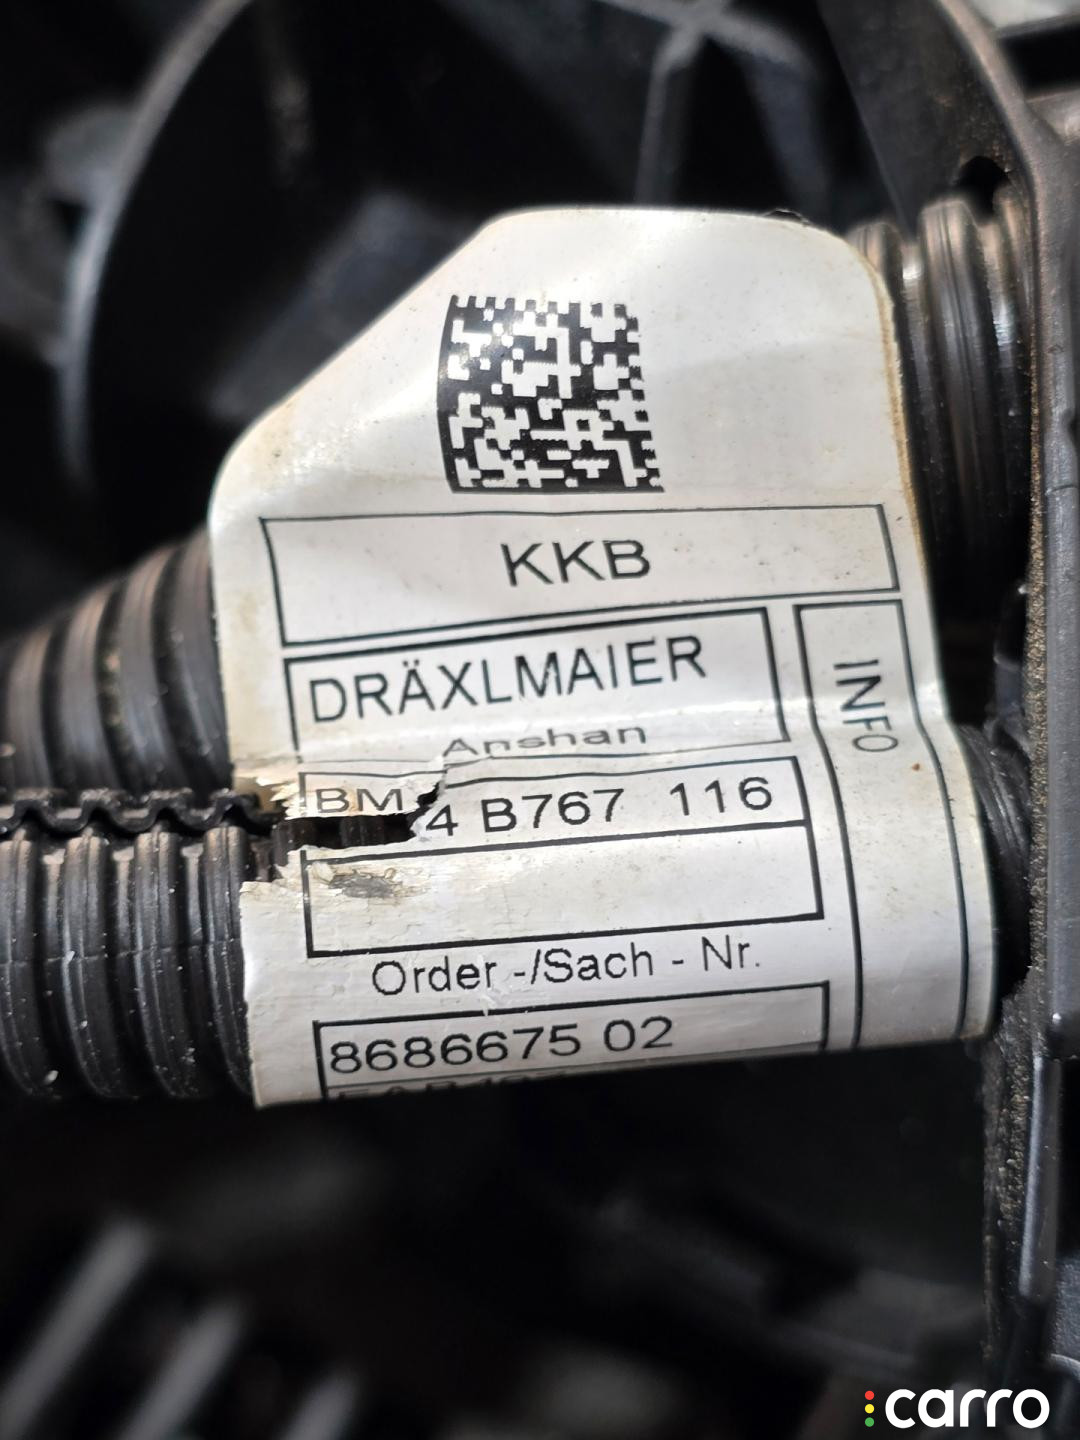 KKB
DRÄXLMAIER
Anshan
INFO
BM 4 B767 116
Order -/Sach - Nr.
8686675 02
carro